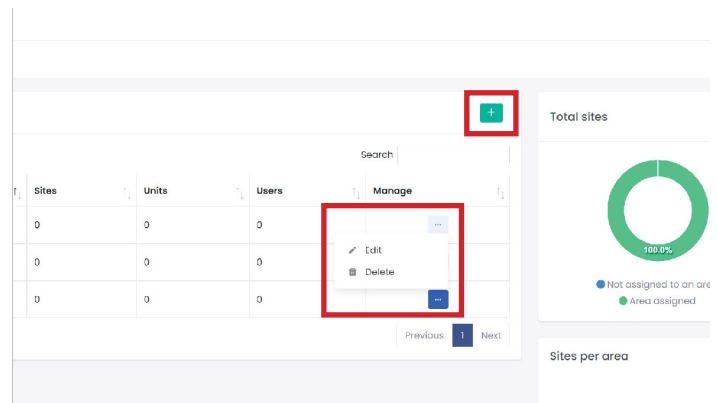 +
Total sites
Search
Sites Units Users Manage
0 0 0 ...
Edit
Delete
0 0 0
0 0 0 ...
100.0%
Not assigned to an are
Area assigned
Previous 1 Next
Sites per area